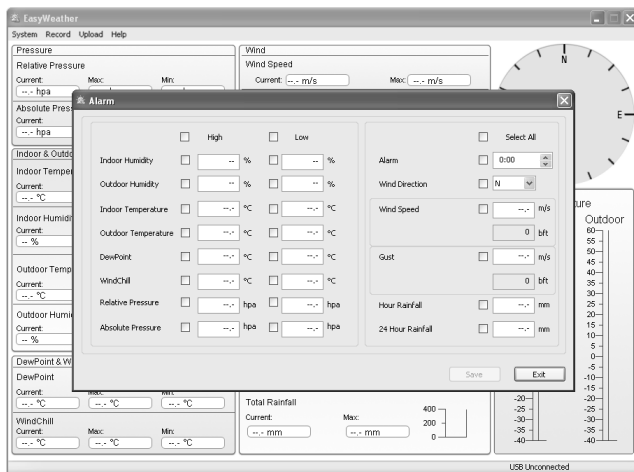 EasyWeather
System Record Upload Help
Pressure
Relative Pressure
Current: Max: Min:
--.- hpa
Absolute Pres
Current:
--.- hpa
Wind
Wind Speed
Current: --.- m/s Max: --.- m/s
N
E
Indoor & Outdo
Indoor Temper
Current:
--.- °C
Indoor Humidi
Current:
-- %
Outdoor Temp
Current:
--.- °C
Outdoor Humi
Current:
-- %
DewPoint & W
DewPoint
Current: Max: Min:
--.- °C --.- °C --.- °C
WindChill
Current: Max: Min:
--.- °C --.- °C --.- °C
Alarm
High Low
Indoor Humidity -- % -- %
Outdoor Humidity -- % -- %
Indoor Temperature --.- °C --.- °C
Outdoor Temperature --.- °C --.- °C
DewPoint --.- °C --.- °C
WindChill --.- °C --.- °C
Relative Pressure --.- hpa --.- hpa
Absolute Pressure --.- hpa --.- hpa
Select All
Alarm 0:00
Wind Direction N
Wind Speed --.- m/s
0 bft
Gust --.- m/s
0 bft
Hour Rainfall --.- mm
24 Hour Rainfall --.- mm
Save Exit
Total Rainfall
Current: Max:
--.- mm --.- mm
400
200
0
ure
Outdoor
60
55
50
45
40
35
30
25
20
15
10
5
0
-5
-10
-15
-20 -20
-25 -25
-30 -30
-35 -35
-40 -40
USB Unconnected